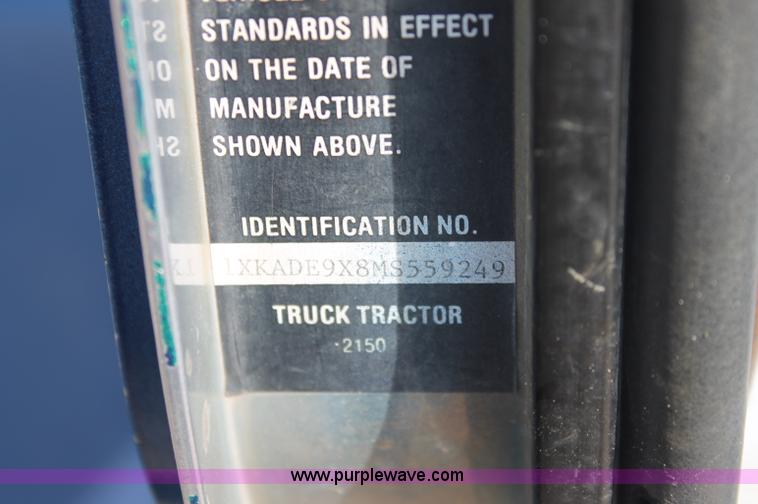 STANDARDS IN EFFECT
ON THE DATE OF
MANUFACTURE
SHOWN ABOVE.
IDENTIFICATION NO.
1XKADE9X8MS559249
TRUCK TRACTOR
-2150
www.purplewave.com